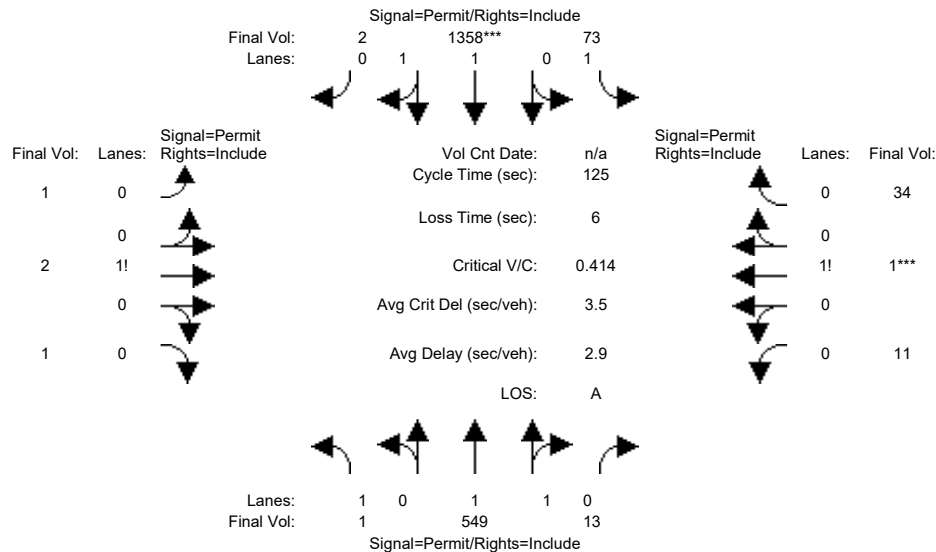 Signal=Permit/Rights=Include
Final Vol: 2 1358*** 73
Lanes: 0 1 1 0 1
Signal=Permit Signal=Permit
Final Vol: Lanes: Rights=Include Vol Cnt Date: n/a Rights=Include Lanes: Final Vol:
Cycle Time (sec): 125
1 0 0 34
Loss Time (sec): 6
0 0
2 1! Critical V/C: 0.414 1! 1***
0 Avg Crit Del (sec/veh): 3.5 0
1 0 Avg Delay (sec/veh): 2.9 0 11
LOS: A
Lanes: 1 0 1 1 0
Final Vol: 1 549 13
Signal=Permit/Rights=Include